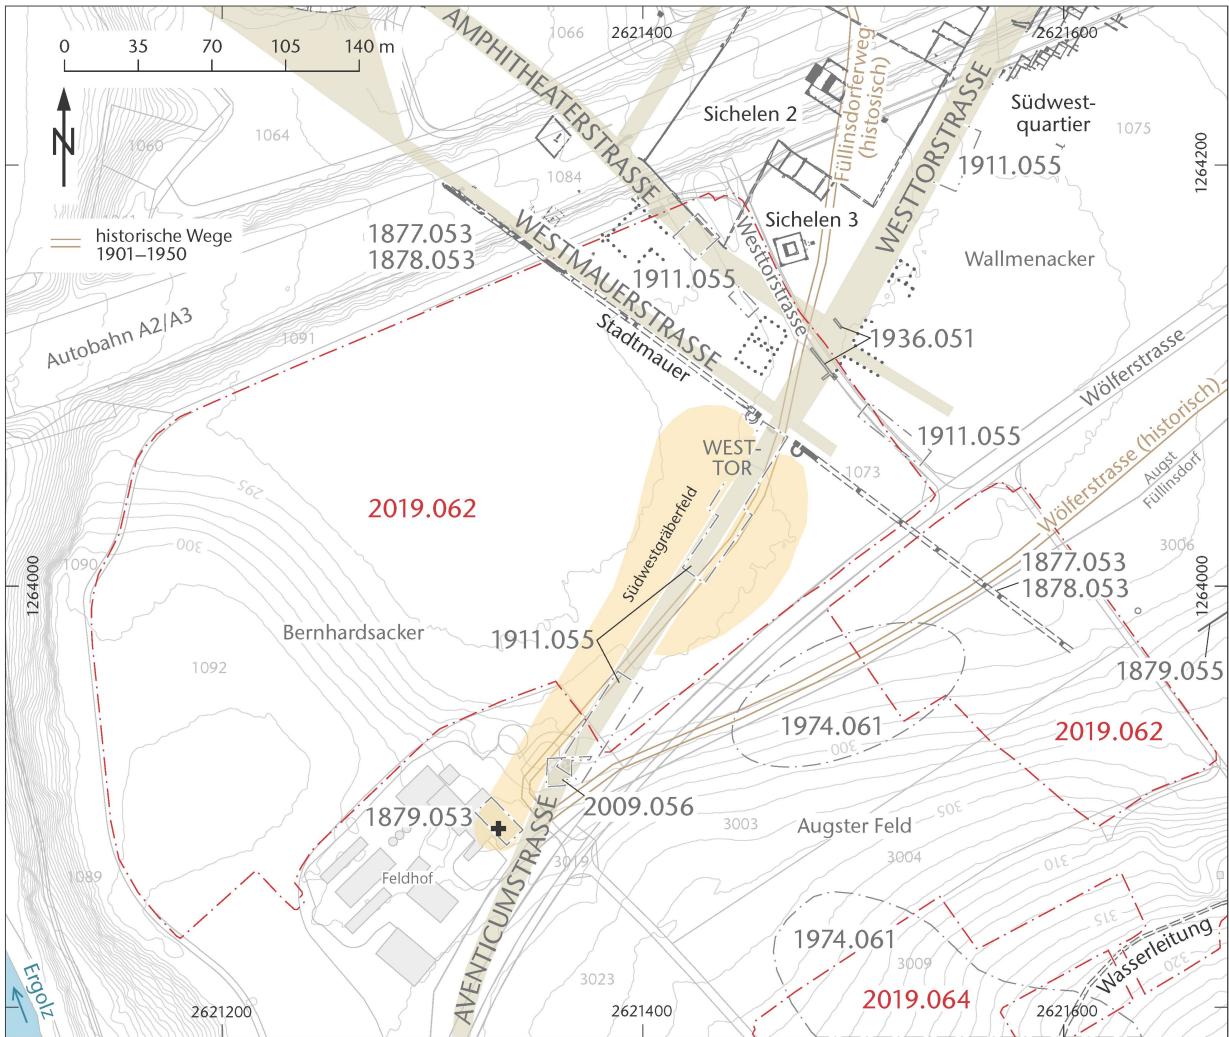 0 35 70 105 140 m
AMPHITHEATERSTRASSE
1066
2621400
2621600
Füllinsdorferweg
(histosisch)
WESTTORSTRASSE
Sichelen 2
Südwest-
quartier
1075
1064
1060
1084
1
N
1911.055
1264200
Sichelen 3
historische Wege
1901–1950
1877.053
1878.053
WESTMAUERSTRASSE
Westtorstrasse
1911.055
Wallmenacker
Autobahn A2/A3
1091
Stadtmauer
1936.051
Wölferstrasse
Wölferstrasse (historisch)
1911.055
WEST-
TOR
1073
Augst
Füllinsdorf
295
2019.062
300
Südwestgräberfeld
3006
1090
1264000
1877.053
1878.053
1264000
Bernhardsacker
1911.055
1092
1879.055
1974.061
300
2019.062
1879.053
2009.056
305
3003
Augster Feld
3004
3019
310
1089
Feldhof
AVENTICUMSTRASSE
315
1974.061
3009
Wasserleitung
320
Ergolz
3023
2019.064
2621200
2621400
2621600